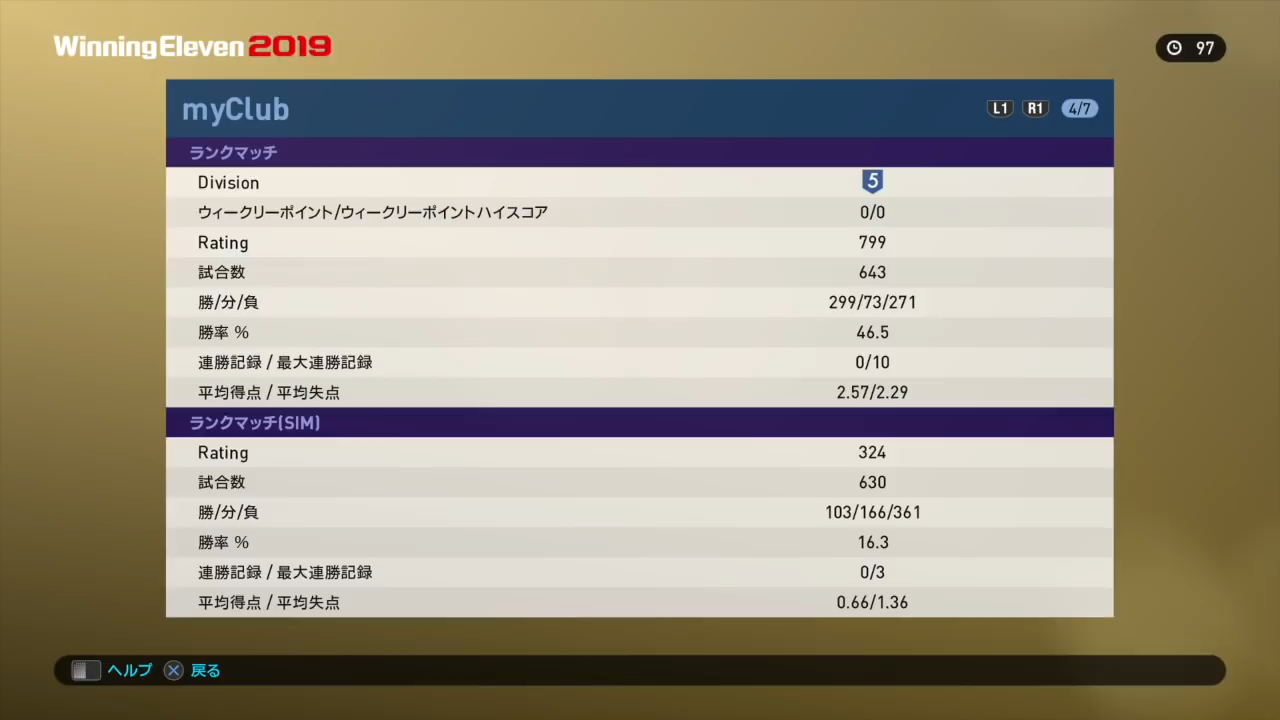 WinningEleven 2019
97
myClub
L1 R1 4/7
ランクマッチ
Division 5
ウィークリーポイント/ウィークリーポイントハイスコア 0/0
Rating 799
試合数 643
勝/分/負 299/73/271
勝率 % 46.5
連勝記録 / 最大連勝記録 0/10
平均得点 / 平均失点 2.57/2.29
ランクマッチ(SIM)
Rating 324
試合数 630
勝/分/負 103/166/361
勝率 % 16.3
連勝記録 / 最大連勝記録 0/3
平均得点 / 平均失点 0.66/1.36
ヘルプ 戻る